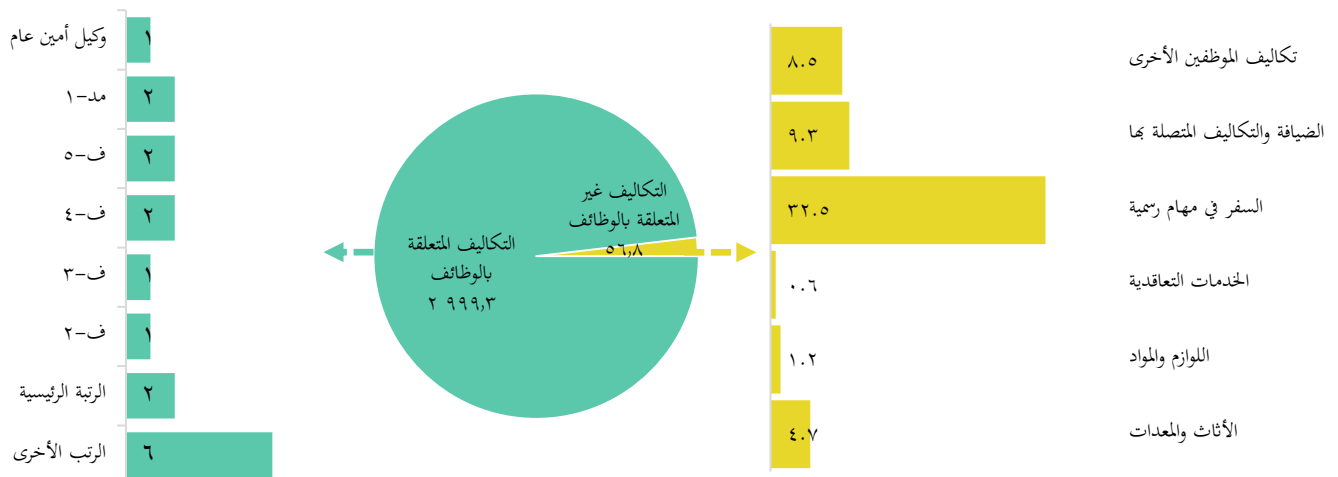 تكاليف الموظفين الأخرى
٨.٥
الضيافة والتكاليف المتصلة بها
٩.٣
السفر في مهام رسمية
٣٢.٥
الخدمات التعاقدية
٠.٦
اللوازم والمواد
١.٢
الأثاث والمعدات
٤.٧
التكاليف غير
المتعلقة بالوظائف
٥٦,٨
التكاليف المتعلقة
بالوظائف
٢ ٩٩٩,٣
وكيل أمين عام
١
مد-١
٢
ف-٥
٢
ف-٤
٢
ف-٣
١
ف-٢
١
الرتبة الرئيسية
٢
الرتب الأخرى
٦